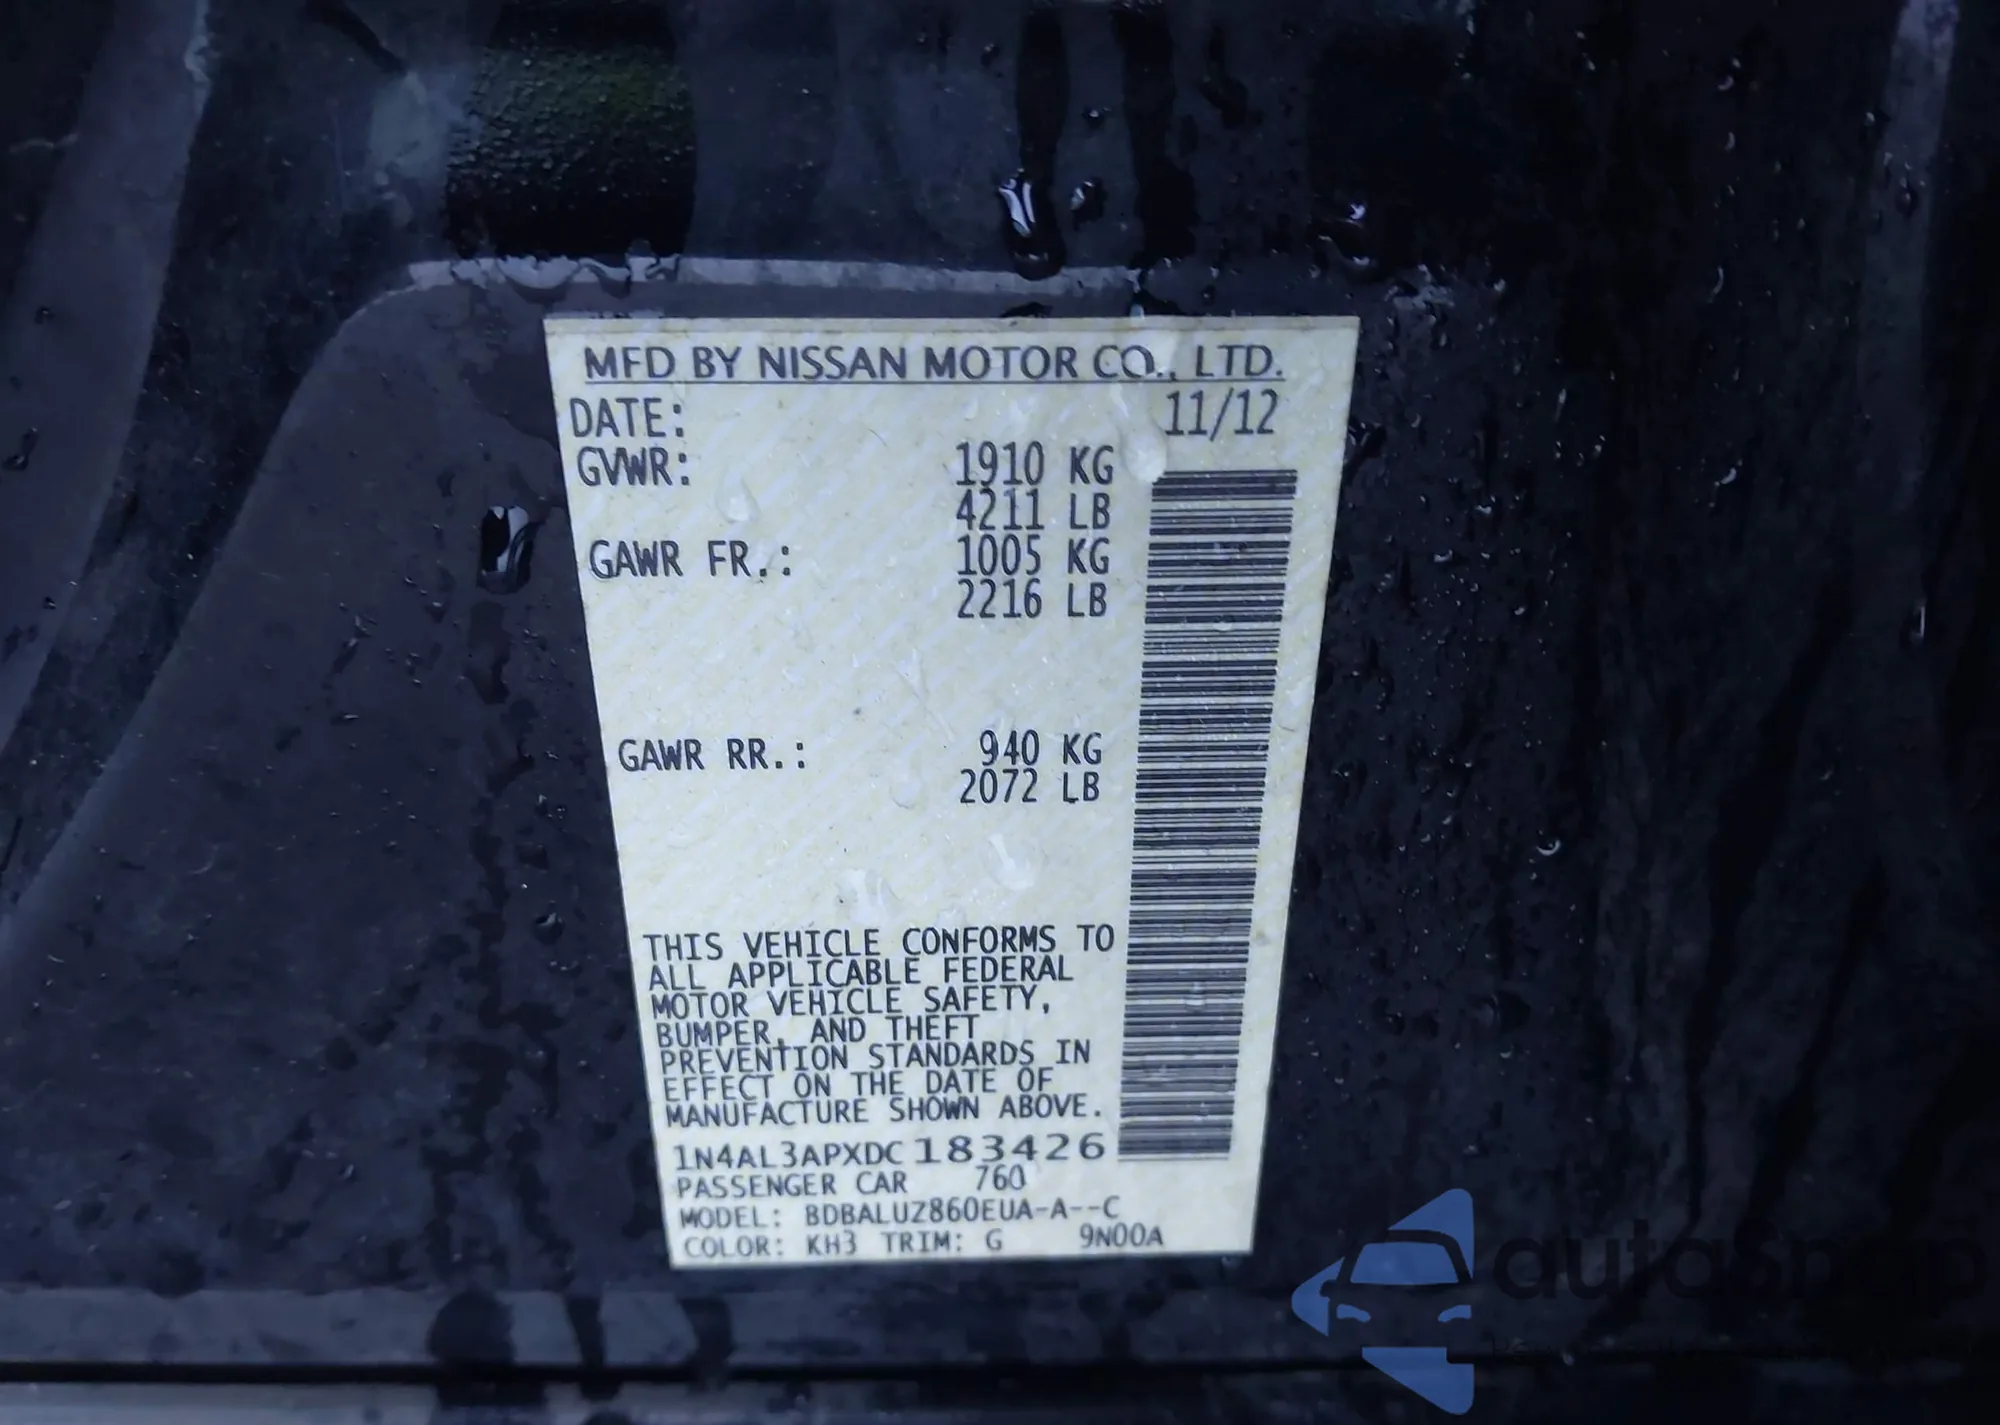 MFD BY NISSAN MOTOR CO., LTD.
DATE: 11/12
GVWR: 1910 KG
4211 LB
GAWR FR.: 1005 KG
2216 LB
GAWR RR.: 940 KG
2072 LB
THIS VEHICLE CONFORMS TO
ALL APPLICABLE FEDERAL
MOTOR VEHICLE SAFETY,
BUMPER, AND THEFT
PREVENTION STANDARDS IN
EFFECT ON THE DATE OF
MANUFACTURE SHOWN ABOVE.
1N4AL3APXDC183426
PASSENGER CAR 760
MODEL: BDBALUZ860EUA-A--C
COLOR: KH3 TRIM: G 9N00A
autosnap